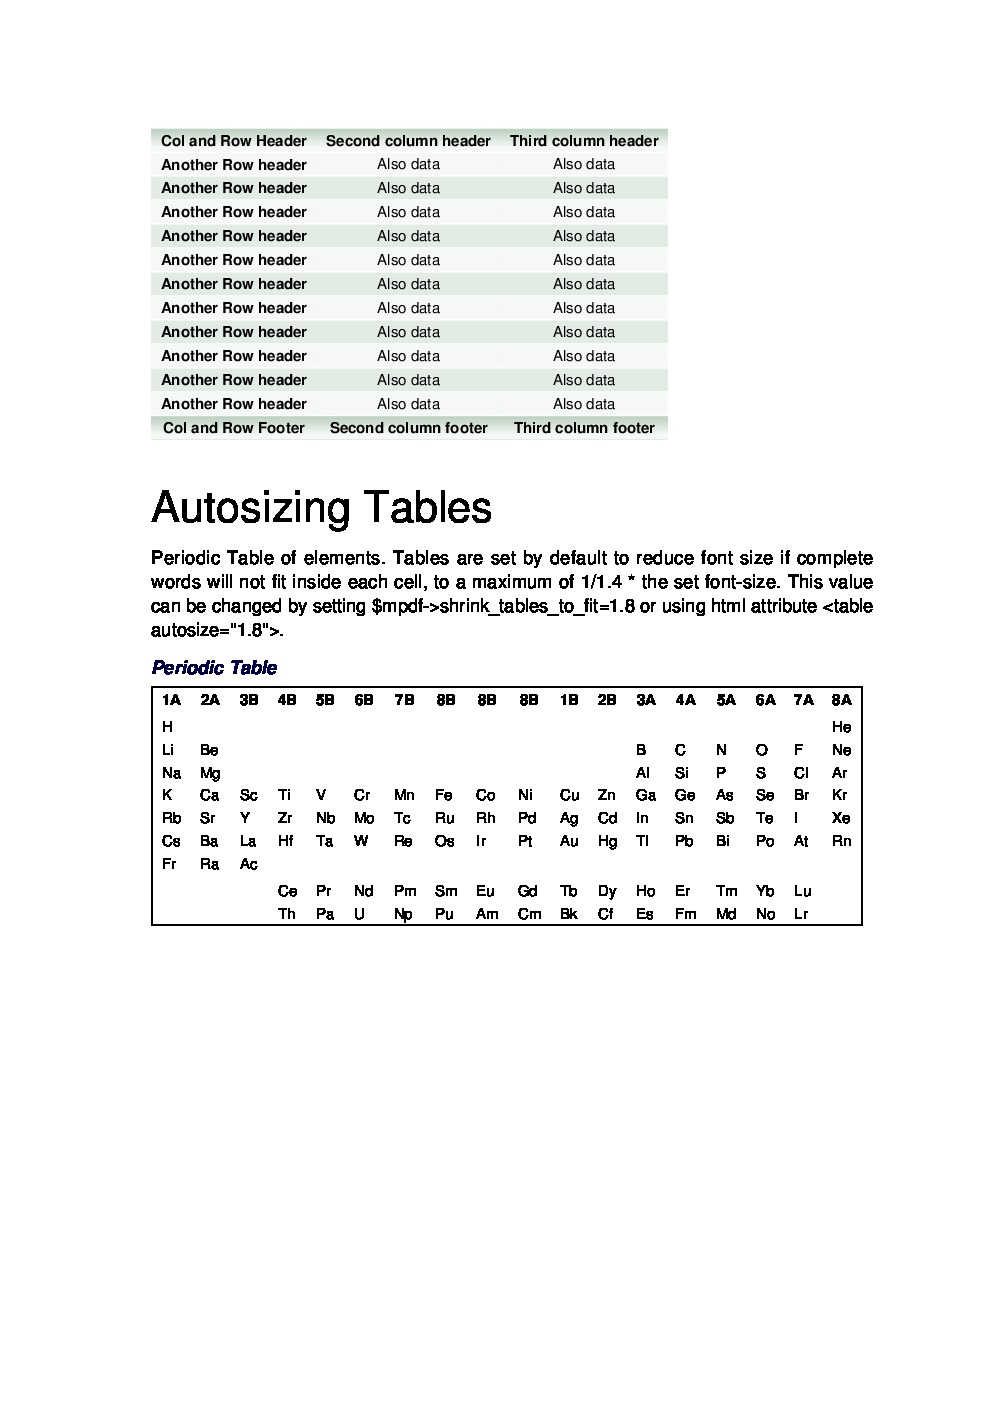 Col and Row Header Second column header Third column header
Another Row header Also data Also data
Another Row header Also data Also data
Another Row header Also data Also data
Another Row header Also data Also data
Another Row header Also data Also data
Another Row header Also data Also data
Another Row header Also data Also data
Another Row header Also data Also data
Another Row header Also data Also data
Another Row header Also data Also data
Another Row header Also data Also data
Col and Row Footer Second column footer Third column footer
Autosizing Tables
Periodic Table of elements. Tables are set by default to reduce font size if complete
words will not fit inside each cell, to a maximum of 1/1.4 * the set font-size. This value
can be changed by setting $mpdf->shrink_tables_to_fit=1.8 or using html attribute <table
autosize="1.8">.
Periodic Table
1A 2A 3B 4B 5B 6B 7B 8B 8B 8B 1B 2B 3A 4A 5A 6A 7A 8A
H He
Li Be B C N O F Ne
Na Mg Al Si P S Cl Ar
K Ca Sc Ti V Cr Mn Fe Co Ni Cu Zn Ga Ge As Se Br Kr
Rb Sr Y Zr Nb Mo Tc Ru Rh Pd Ag Cd In Sn Sb Te I Xe
Cs Ba La Hf Ta W Re Os Ir Pt Au Hg Tl Pb Bi Po At Rn
Fr Ra Ac
Ce Pr Nd Pm Sm Eu Gd Tb Dy Ho Er Tm Yb Lu
Th Pa U Np Pu Am Cm Bk Cf Es Fm Md No Lr